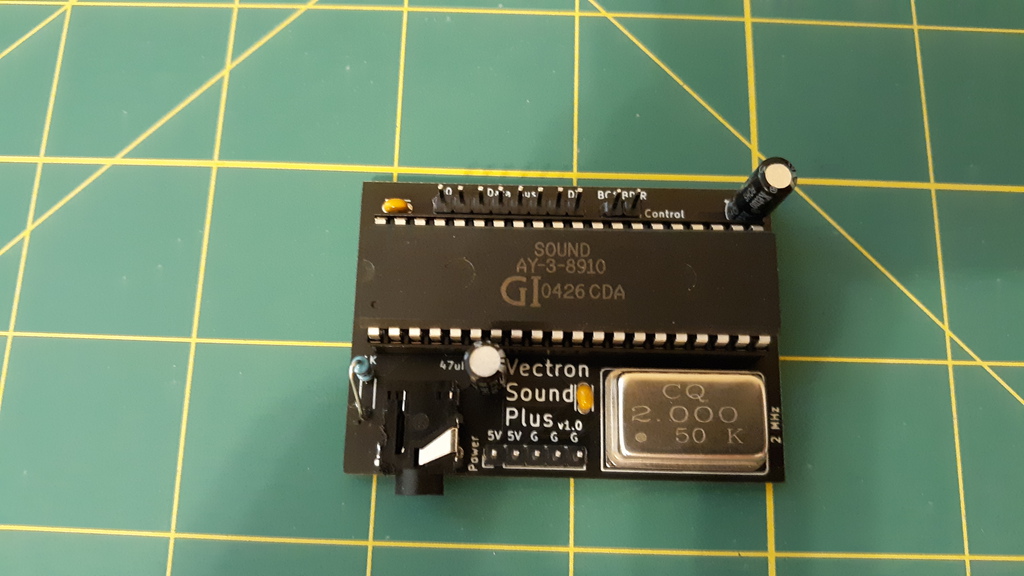 Control
SOUND
AY-3-8910
GI 0426 CDA
Vectron
Sound
Plus v1.0
5V 5V G G G
Power
CQ
2.000
50 K
2 MHz